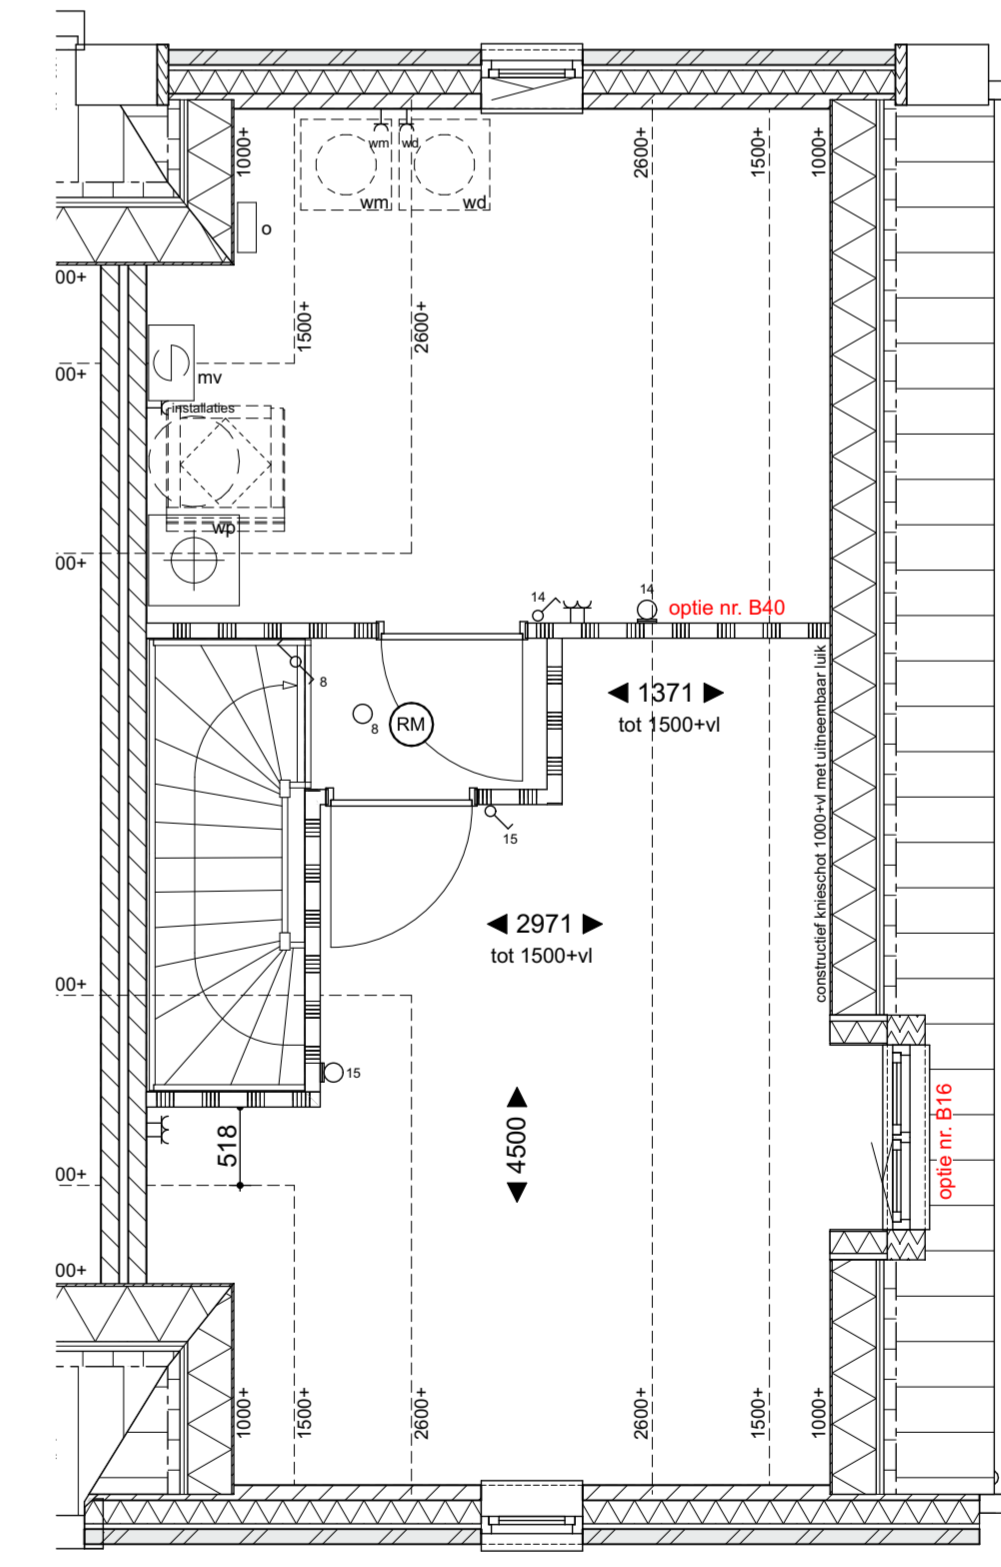 1000+
2600+
1500+
1000+
wm
wd
wm
wd
o
00+
1500+
2600+
00+
mv
installaties
wp
00+
14
14
optie nr. B40
8
8
RM
1371
tot 1500+vl
constructief knieschot 1000+vl met uitneembaar luik
15
2971
tot 1500+vl
00+
15
518
4500
optie nr. B16
00+
00+
1000+
1500+
2600+
2600+
1500+
1000+